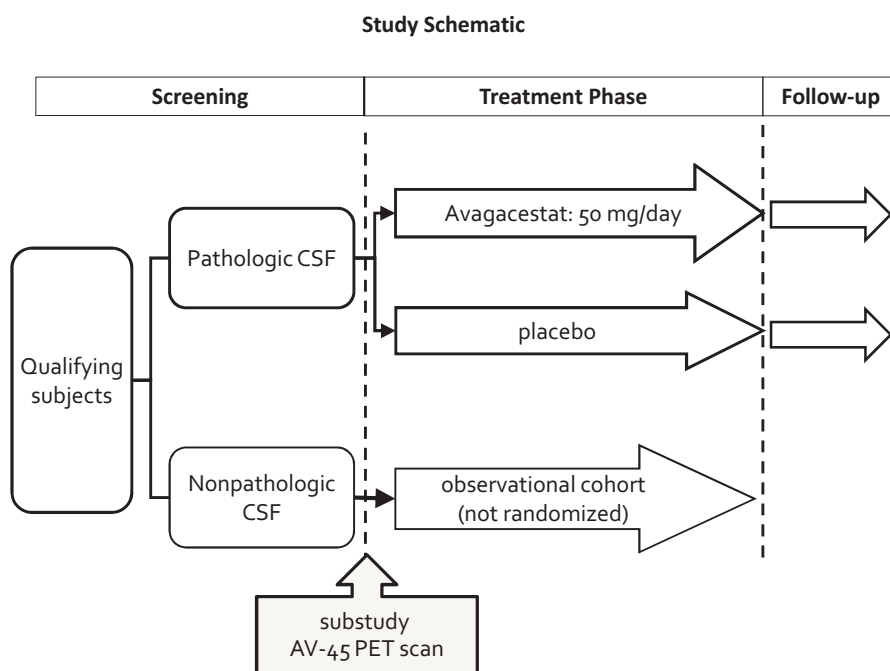 Study Schematic
Screening
Treatment Phase
Follow-up
Avagacestat: 50 mg/day
Pathologic CSF
placebo
Qualifying
subjects
Nonpathologic
CSF
observational cohort
(not randomized)
substudy
AV-45 PET scan